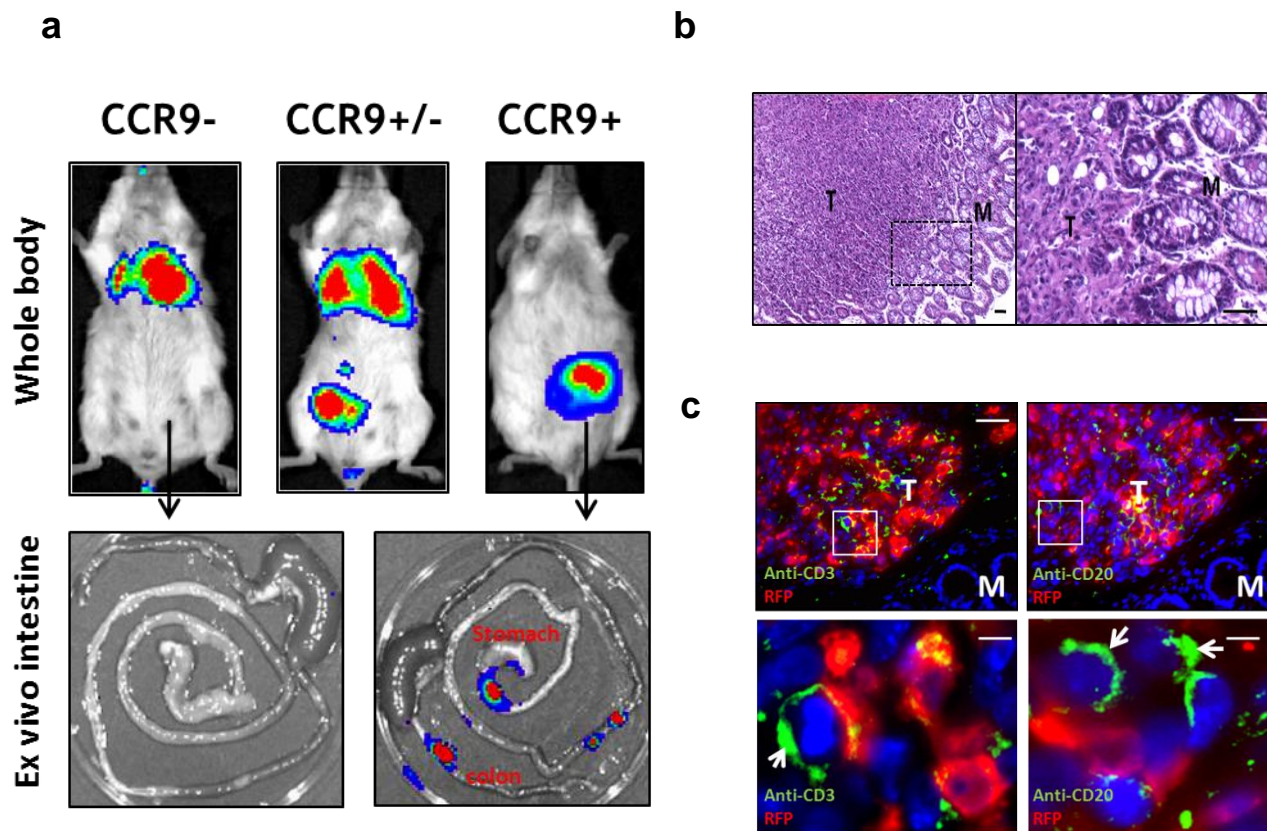 a
b
CCR9-
CCR9+/-
CCR9+
Whole body
T
M
T
M
c
T
Anti-CD3
RFP
M
T
Anti-CD20
RFP
M
Ex vivo intestine
Stomach
colon
Anti-CD3
RFP
Anti-CD20
RFP